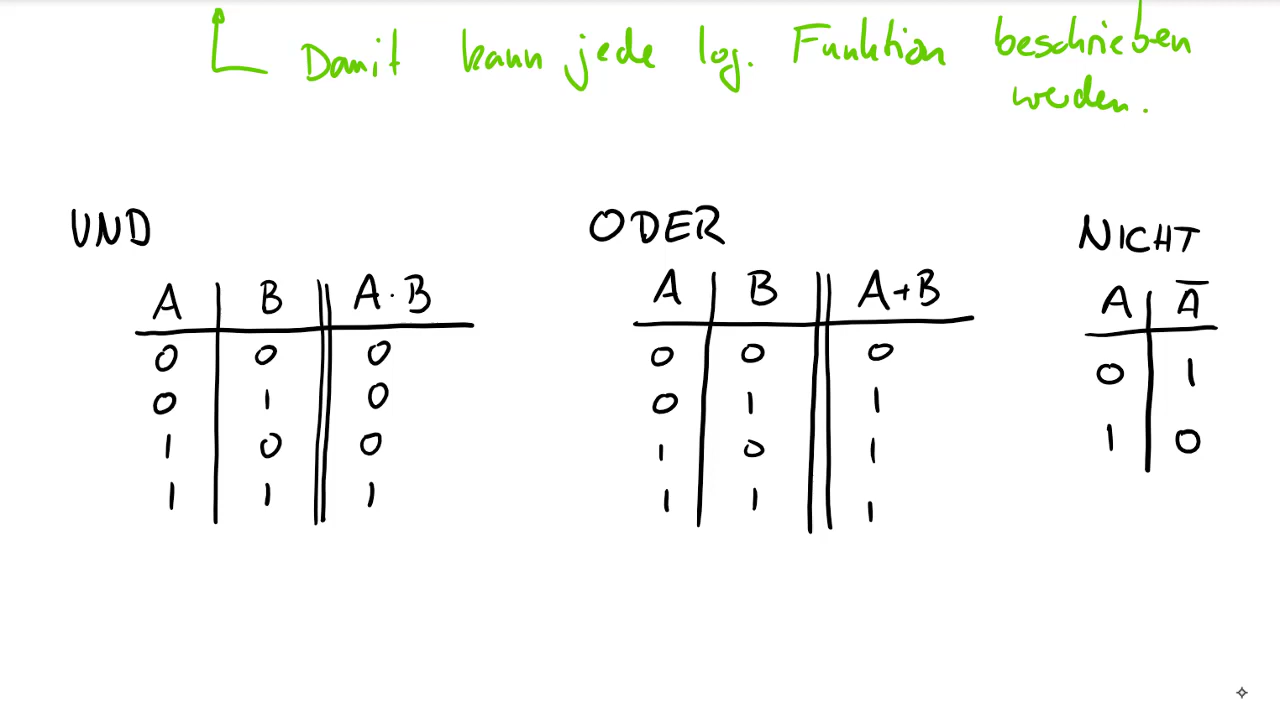 Damit kann jede log. Funktion beschrieben
werden.
UND
A B A · B
0 0 0
0 1 0
1 0 0
1 1 1
ODER
A B A + B
0 0 0
0 1 1
1 0 1
1 1 1
NICHT
A A̅
0 1
1 0